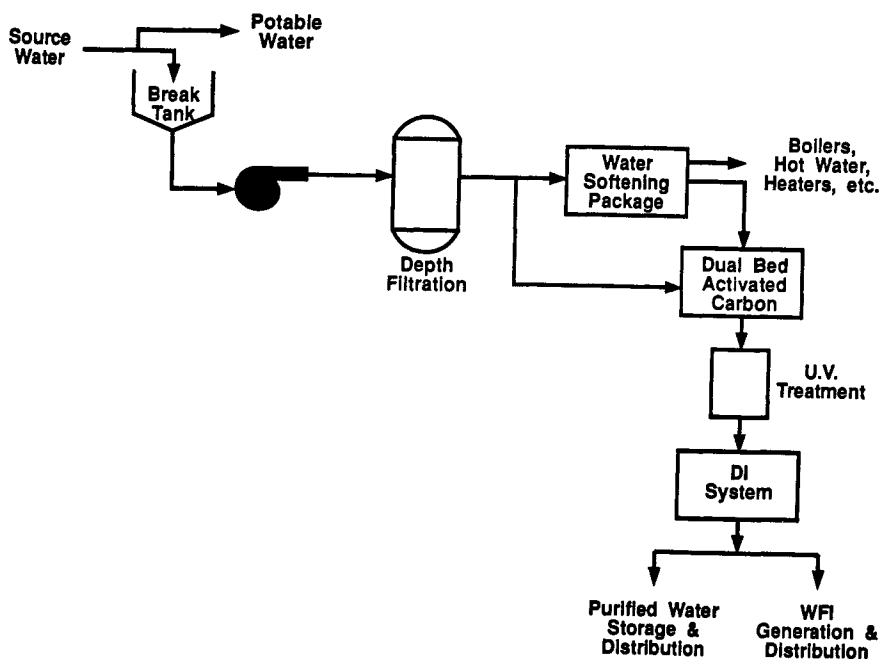 Source
Water
Potable
Water
Break
Tank
Depth
Filtration
Water
Softening
Package
Boilers,
Hot Water,
Heaters, etc.
Dual Bed
Activated
Carbon
U.V.
Treatment
DI
System
Purified Water
Storage &
Distribution
WFI
Generation &
Distribution